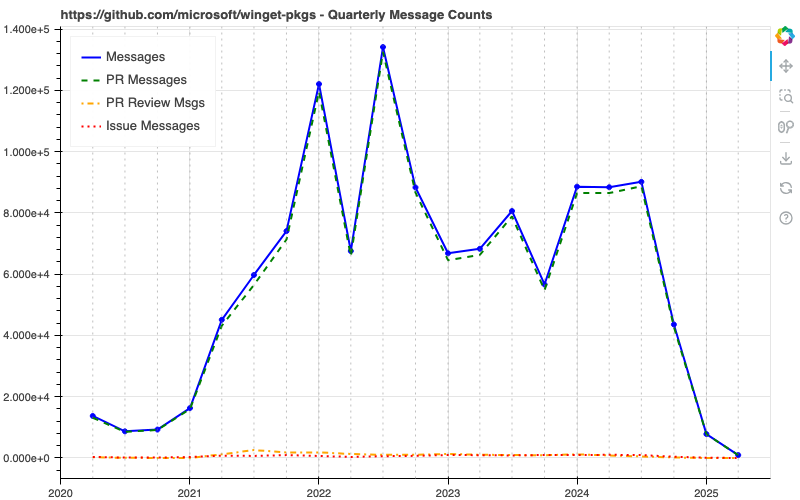 https://github.com/microsoft/winget-pkgs - Quarterly Message Counts
1.400e+5
1.200e+5
1.000e+5
8.000e+4
6.000e+4
4.000e+4
2.000e+4
0.000e+0
Messages
PR Messages
PR Review Msgs
Issue Messages
2020
2021
2022
2023
2024
2025